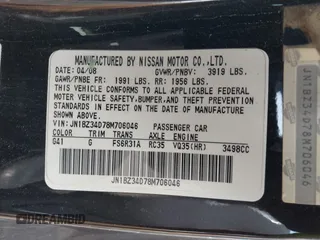 MANUFACTURED BY NISSAN MOTOR CO.,LTD.
DATE: 04/08 GVWR/PNBV: 3919 LBS.
GAWR/PNBE FR: 1991 LBS. RR: 1956 LBS.
THIS VEHICLE CONFORMS TO ALL APPLICABLE
FEDERAL MOTOR VEHICLE
SAFETY,BUMPER,AND THEFT PREVENTION
STANDARDS IN EFFECT ON THE DATE OF
MANUFACTURE SHOWN ABOVE.
VIN: JN1BZ34D78M706046 PASSENGER CAR
COLOR TRIM TRANS AXLE ENGINE
G41 G FS6R31A RC35 VQ35(HR) 3498CC
JN1BZ34D78M706046
JN1BZ34D78M706046
AUTOBIDMASTER